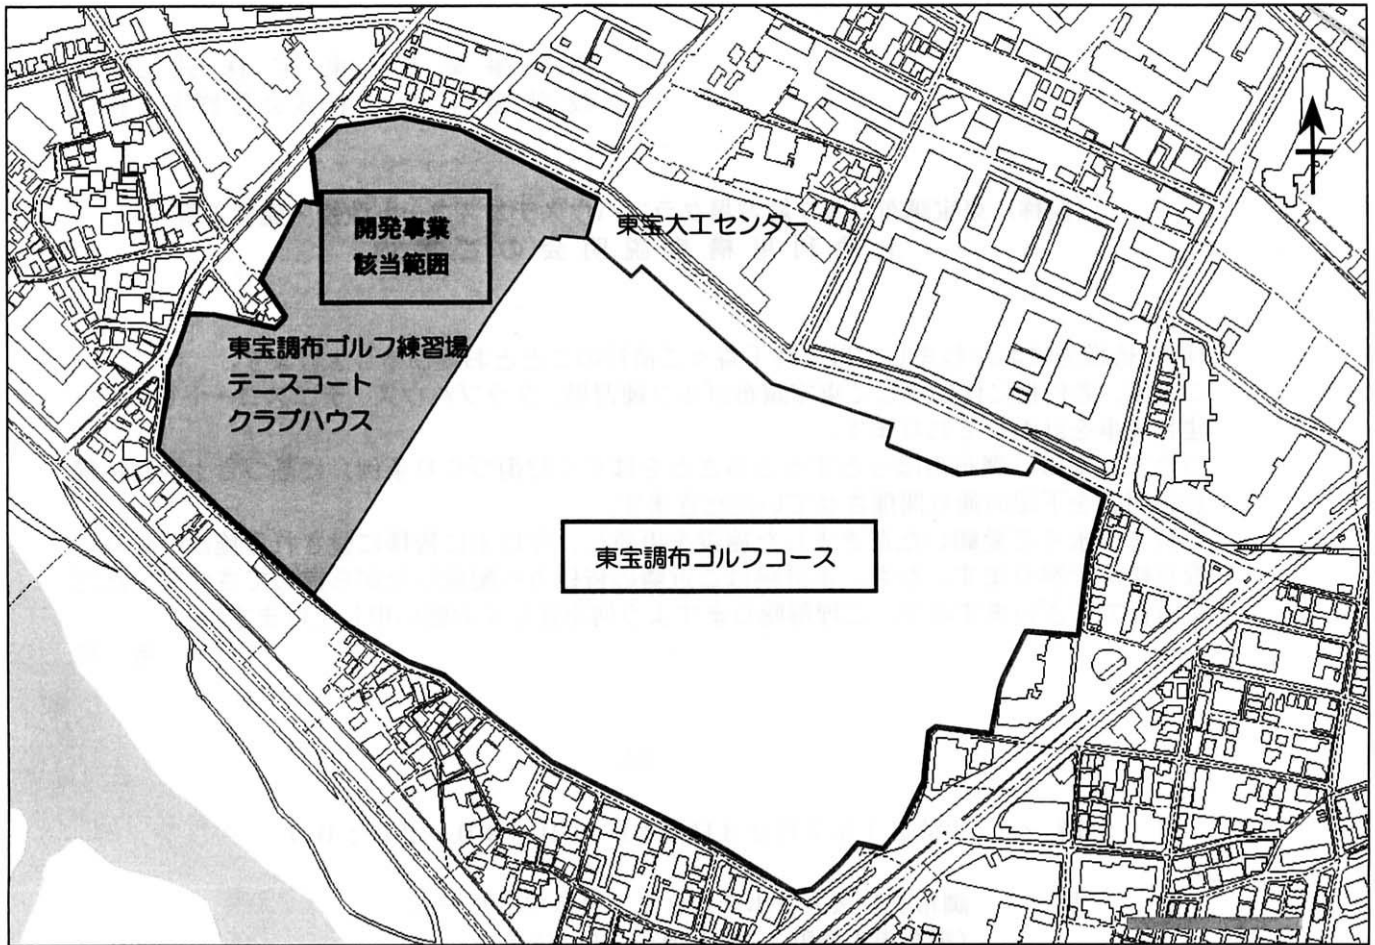 開発事業
該当範囲
東宝大工センター
東宝調布ゴルフ練習場
テニスコート
クラブハウス
東宝調布ゴルフコース